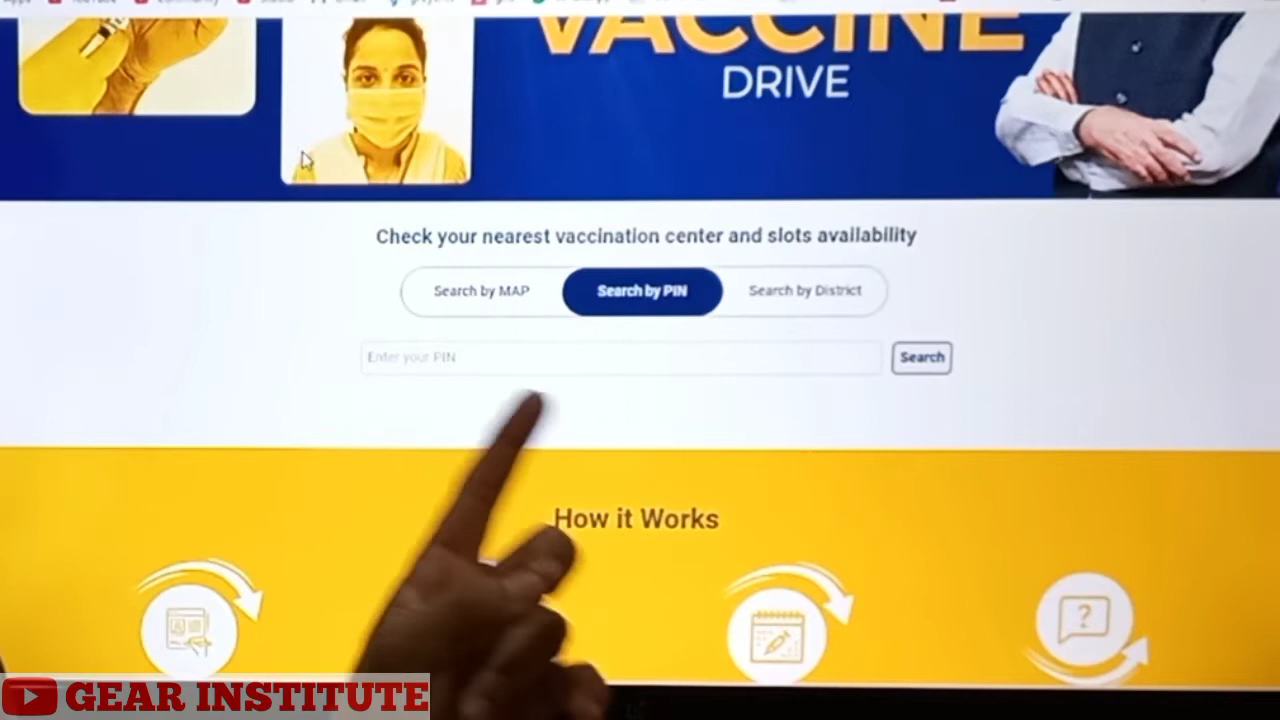 YouTube
VACCINE
DRIVE
Check your nearest vaccination center and slots availability
Search by MAP
Search by PIN
Search by District
Enter your PIN
Search
How it Works
?
GEAR INSTITUTE